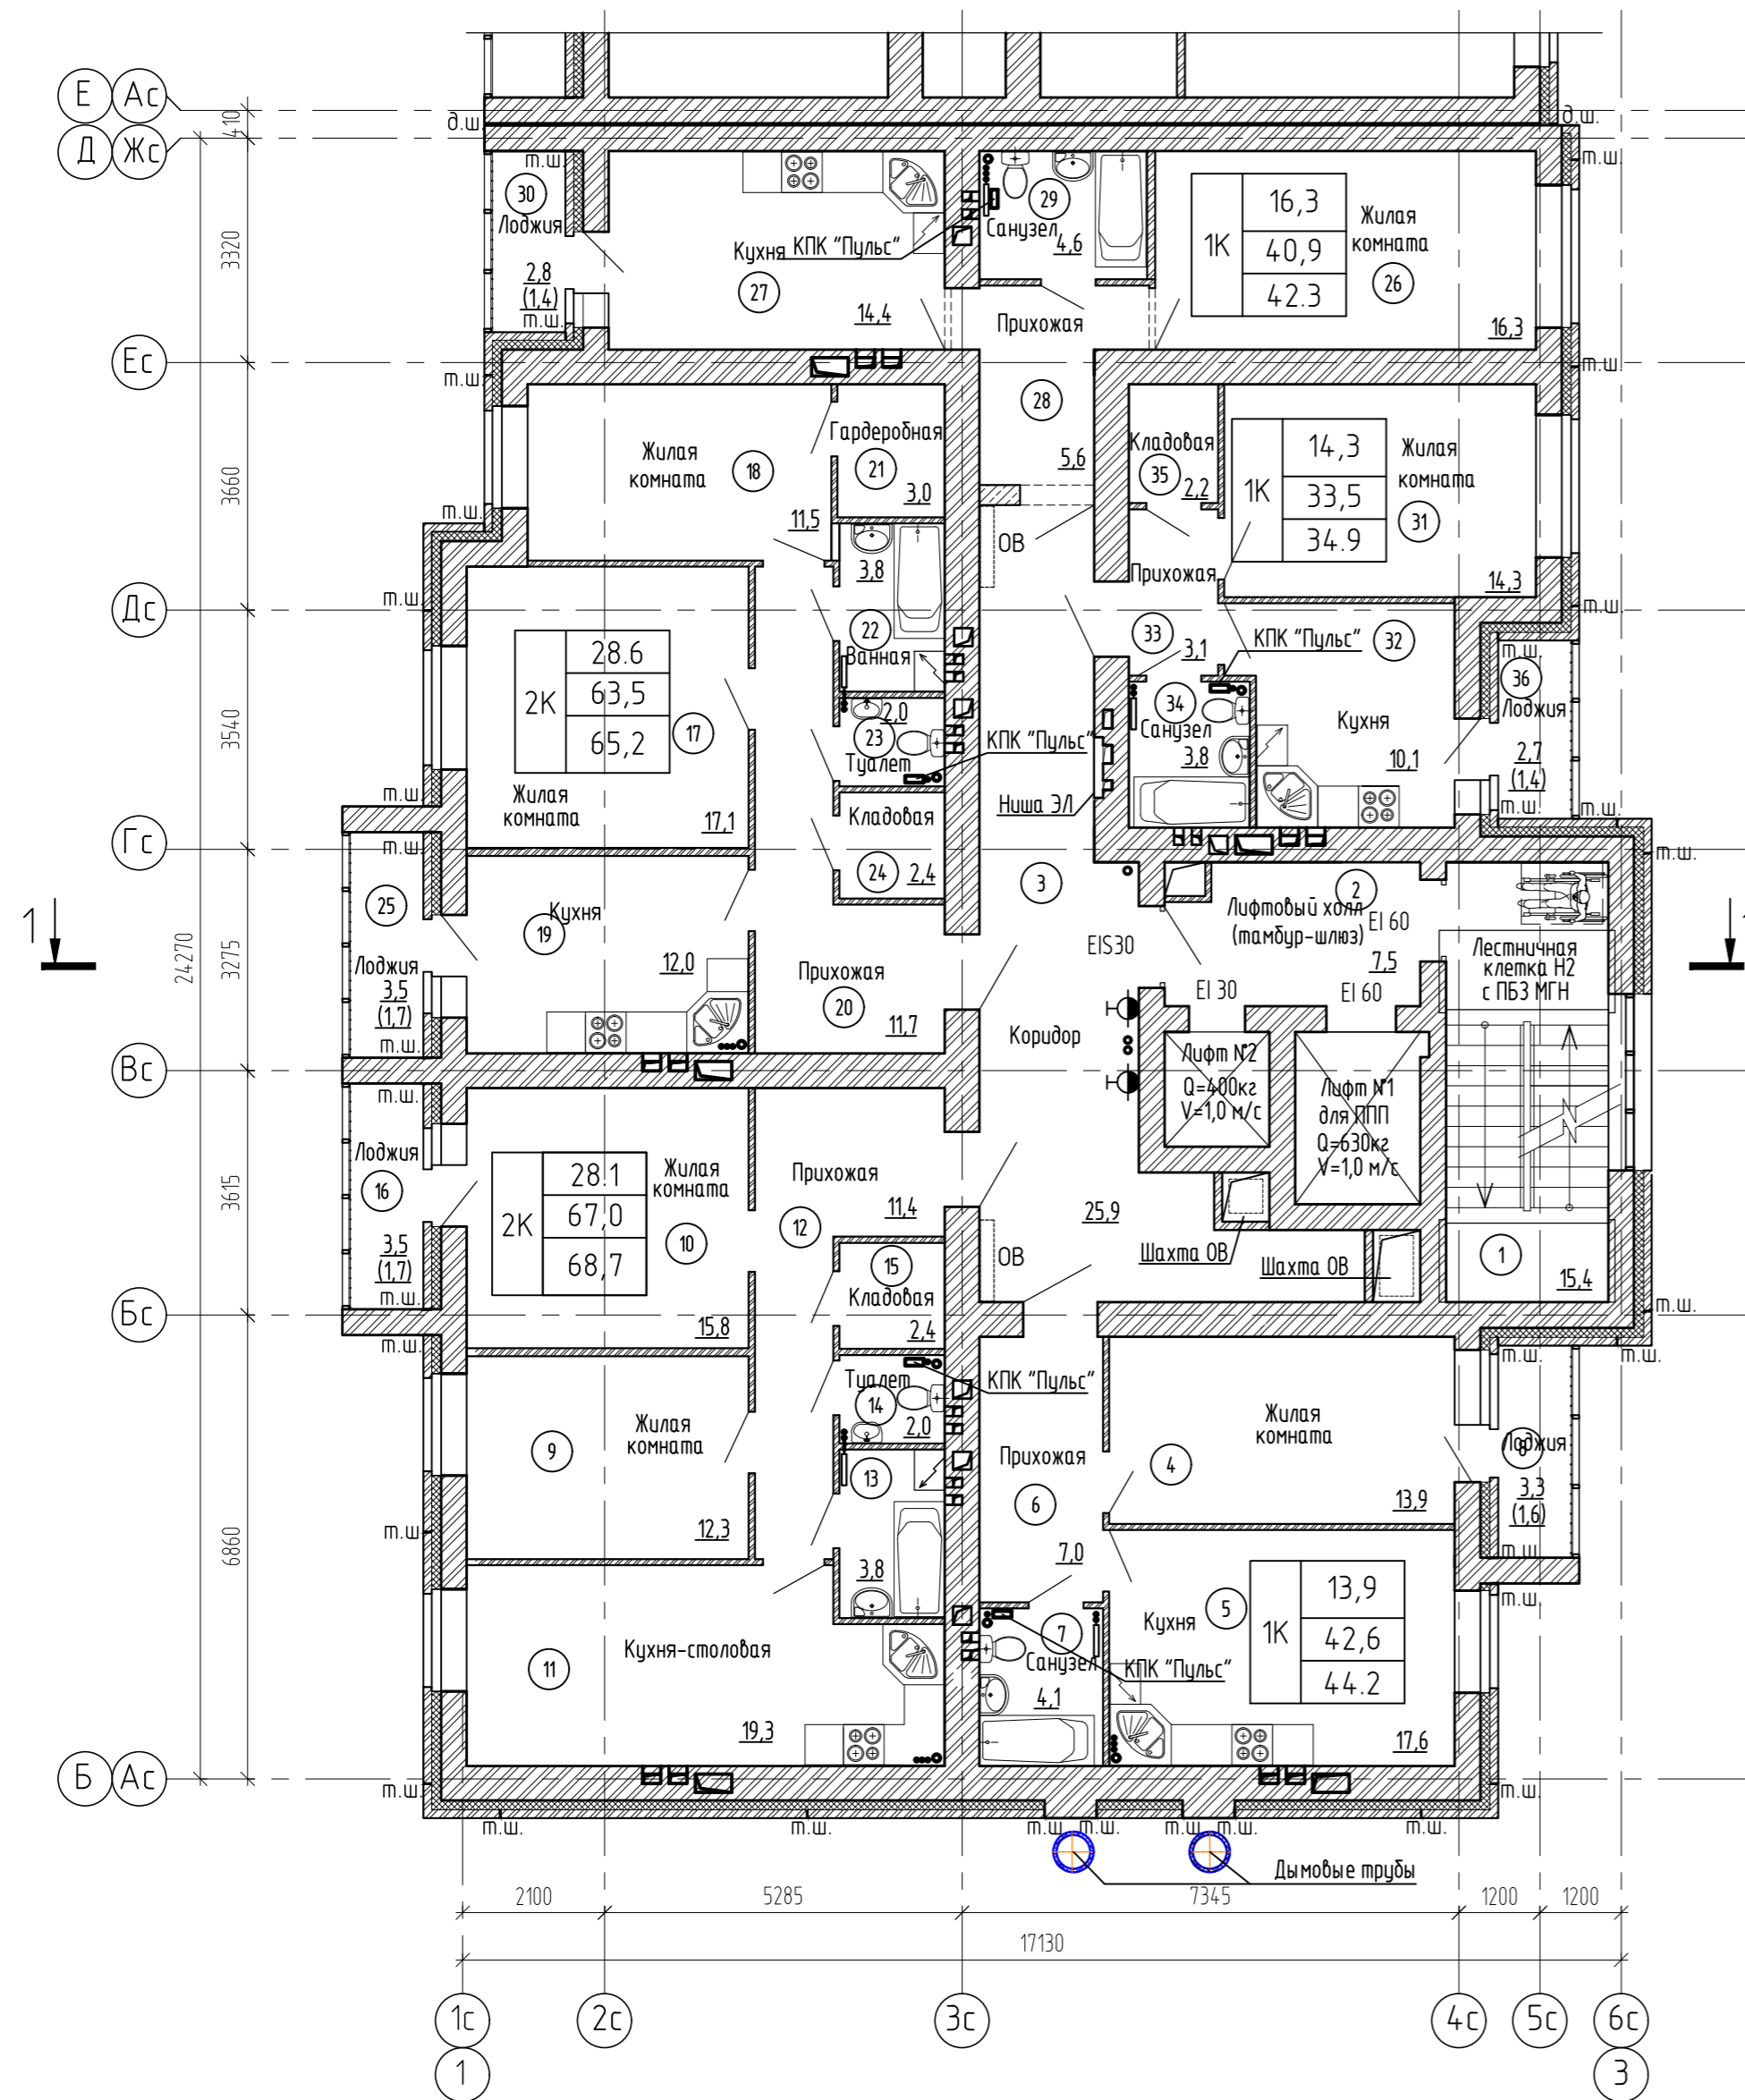 Е
Ас
д.ш.
д.ш.
410
Д
Жс
т.ш.
т.ш.
30
Лоджия
2,8
(1,4)
т.ш.
3320
Кухня
КПК "Пульс"
27
14,4
29
Санузел
4,6
Прихожая
1К
16,3
40,9
42.3
Жилая
комната
26
16,3
Ес
т.ш.
т.ш.
3660
т.ш.
Жилая
комната
18
11,5
Гардеробная
21
3,0
28
5,6
ОВ
Кладовая
35
2,2
1К
14,3
33,5
34.9
Жилая
комната
31
14,3
Дс
т.ш.
т.ш.
3,8
22
Ванная
Прихожая
33
3,1
КПК "Пульс"
32
т.ш.
36
Лоджия
2,7
(1,4)
т.ш.
т.ш.
3540
2К
28.6
63,5
65,2
17
Жилая
комната
17,1
2,0
23
Туалет
КПК "Пульс"
Ниша ЭЛ
34
Санузел
3,8
Кухня
10,1
т.ш.
Гс
т.ш.
Кладовая
24
2,4
3
2
т.ш.
24270
3275
1
25
Лоджия
3,5
(1,7)
т.ш.
Кухня
19
12,0
Прихожая
20
11,7
EIS30
Лифтовый холл
(тамбур-шлюз)
EI 60
7,5
EI 30
EI 60
Лестничная
клетка Н2
с ПБЗ МГН
Коридор
Вс
т.ш.
Лифт №2
Q=400кг
V=1,0 м/с
Лифт №1
для ППП
Q=630кг
V=1,0 м/с
3615
Лоджия
16
3,5
(1,7)
т.ш.
2К
28.1
67,0
68,7
Жилая
комната
10
15,8
Прихожая
11,4
12
25,9
ОВ
Шахта ОВ
Шахта ОВ
1
15,4
15
Кладовая
2,4
Бс
т.ш.
т.ш.
т.ш.
т.ш.
Туалет
14
2,0
КПК "Пульс"
Жилая
комната
9
12,3
13
3,8
Прихожая
6
7,0
Жилая
комната
4
13,9
8
Лоджия
3,3
(1,6)
т.ш.
т.ш.
т.ш
6860
Кухня-столовая
11
19,3
7
Санузел
4,1
КПК "Пульс"
Кухня
5
1К
13,9
42,6
44.2
17,6
Б
Ас
т.ш.
т.ш.
т.ш.
т.ш.
т.ш
т.ш.
т.ш
т.ш.
т.ш.
Дымовые трубы
2100
5285
7345
1200
1200
17130
1с
2с
3с
4с
5с
6с
1
3